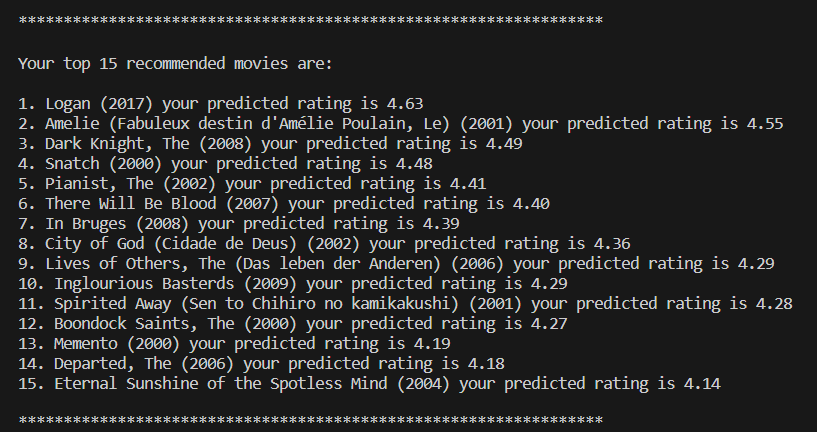 *****************************************************************
Your top 15 recommended movies are:
1. Logan (2017) your predicted rating is 4.63
2. Amelie (Fabuleux destin d'Amélie Poulain, Le) (2001) your predicted rating is 4.55
3. Dark Knight, The (2008) your predicted rating is 4.49
4. Snatch (2000) your predicted rating is 4.48
5. Pianist, The (2002) your predicted rating is 4.41
6. There Will Be Blood (2007) your predicted rating is 4.40
7. In Bruges (2008) your predicted rating is 4.39
8. City of God (Cidade de Deus) (2002) your predicted rating is 4.36
9. Lives of Others, The (Das leben der Anderen) (2006) your predicted rating is 4.29
10. Inglourious Basterds (2009) your predicted rating is 4.29
11. Spirited Away (Sen to Chihiro no kamikakushi) (2001) your predicted rating is 4.28
12. Boondock Saints, The (2000) your predicted rating is 4.27
13. Memento (2000) your predicted rating is 4.19
14. Departed, The (2006) your predicted rating is 4.18
15. Eternal Sunshine of the Spotless Mind (2004) your predicted rating is 4.14
*****************************************************************